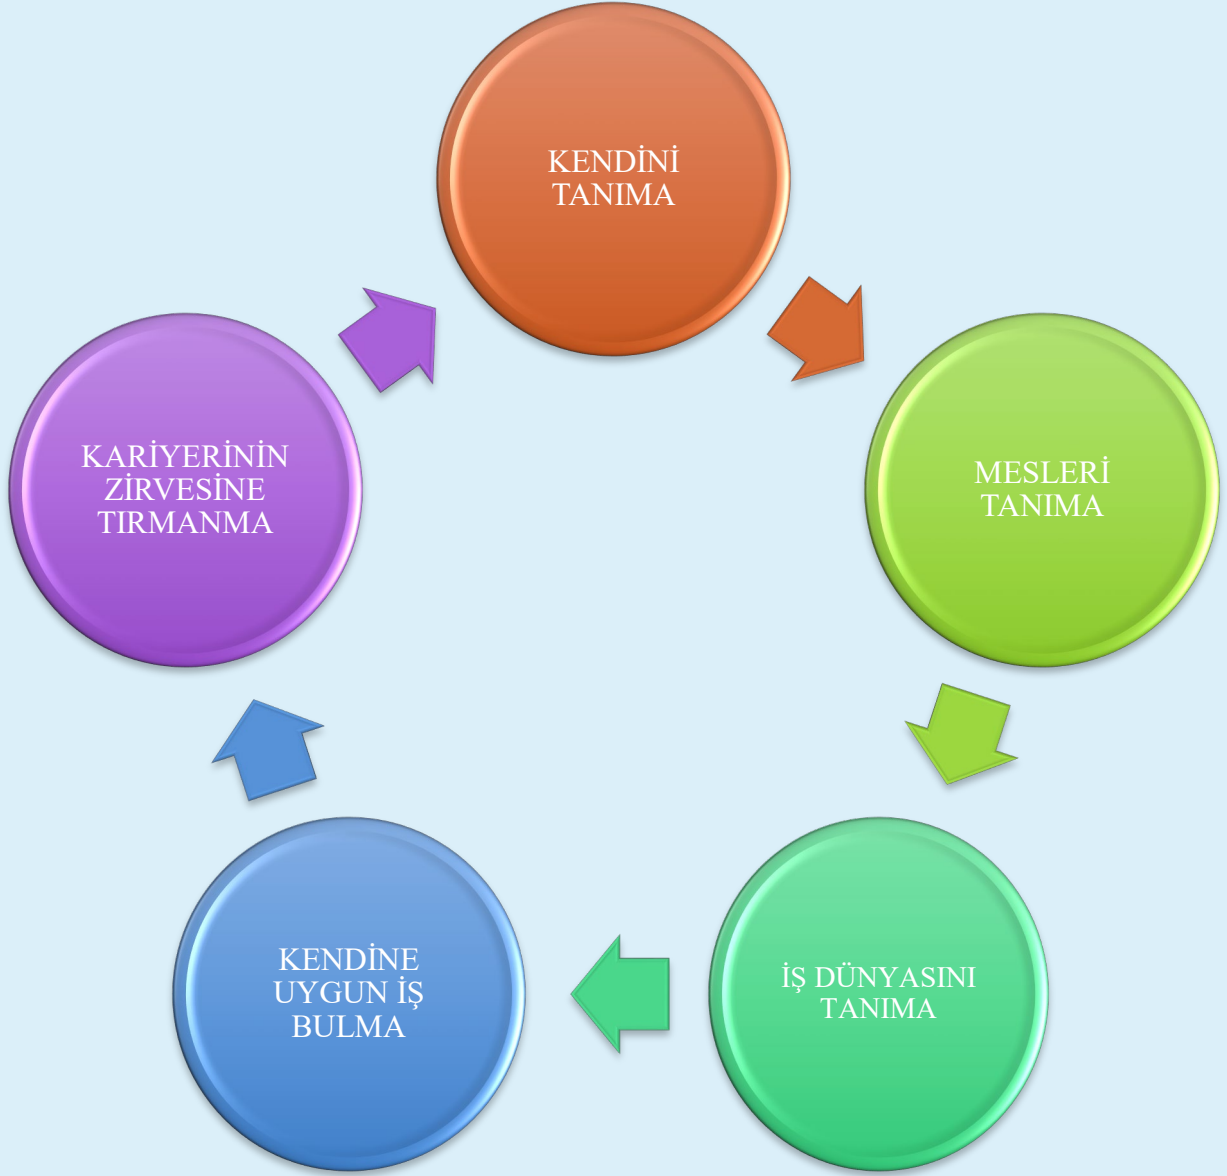 KENDİNİ
TANIMA
MESLERİ
TANIMA
İŞ DÜNYASINI
TANIMA
KENDİNE
UYGUN İŞ
BULMA
KARİYERİNİN
ZİRVESİNE
TIRMANMA